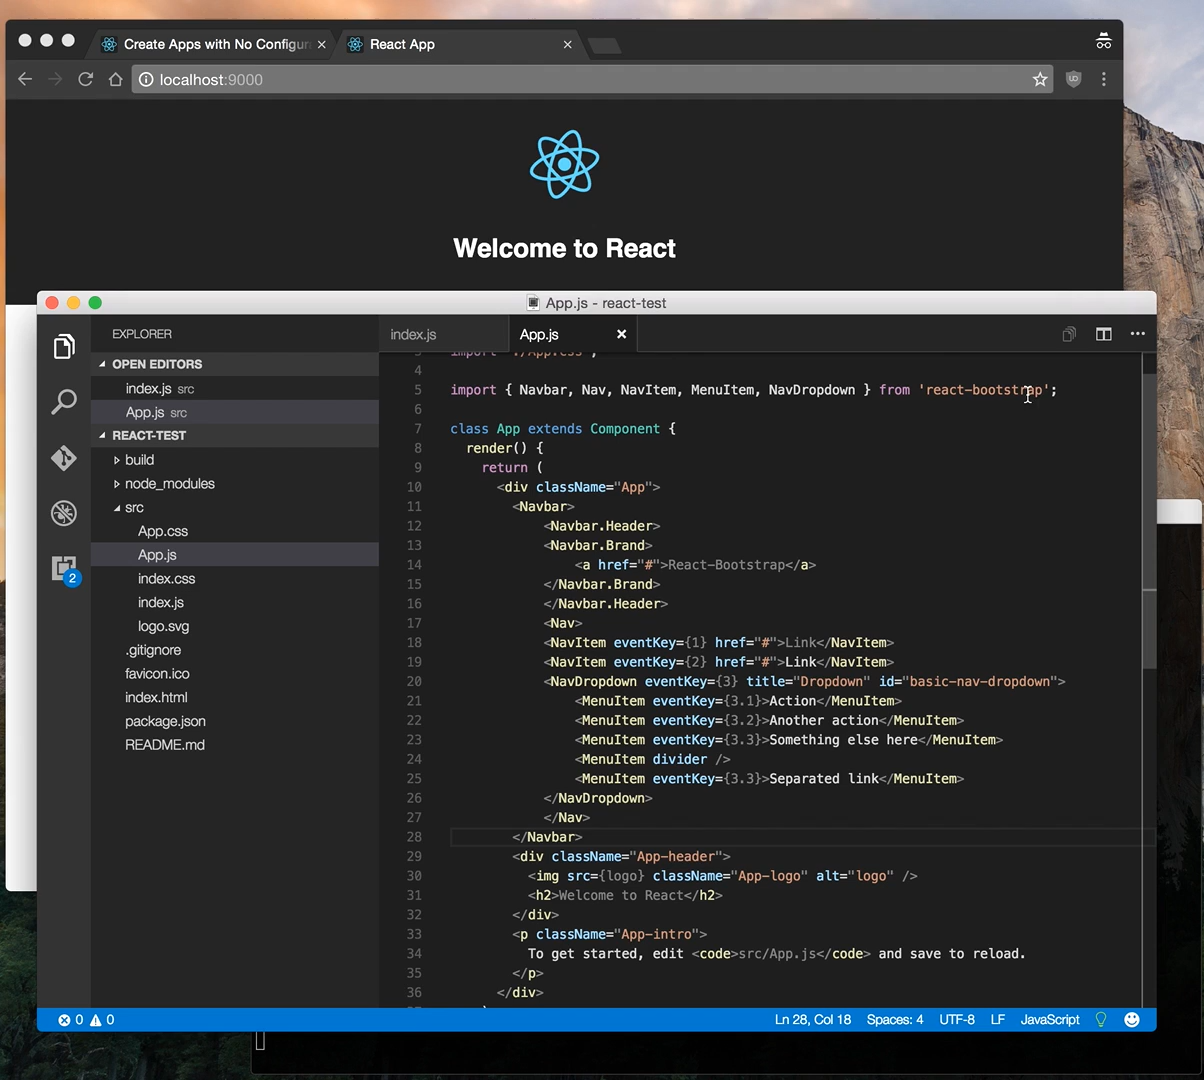 Create Apps with No Configur
React App
localhost:9000
Welcome to React
App.js - react-test
EXPLORER
index.js
App.js
OPEN EDITORS
index.js src
App.js src
REACT-TEST
build
node_modules
src
App.css
App.js
index.css
index.js
logo.svg
.gitignore
favicon.ico
index.html
package.json
README.md
2
3 import './App.css';
4
5 import { Navbar, Nav, NavItem, MenuItem, NavDropdown } from 'react-bootstrap';
6
7 class App extends Component {
8 render() {
9 return (
10 <div className="App">
11 <Navbar>
12 <Navbar.Header>
13 <Navbar.Brand>
14 <a href="#">React-Bootstrap</a>
15 </Navbar.Brand>
16 </Navbar.Header>
17 <Nav>
18 <NavItem eventKey={1} href="#">Link</NavItem>
19 <NavItem eventKey={2} href="#">Link</NavItem>
20 <NavDropdown eventKey={3} title="Dropdown" id="basic-nav-dropdown">
21 <MenuItem eventKey={3.1}>Action</MenuItem>
22 <MenuItem eventKey={3.2}>Another action</MenuItem>
23 <MenuItem eventKey={3.3}>Something else here</MenuItem>
24 <MenuItem divider />
25 <MenuItem eventKey={3.3}>Separated link</MenuItem>
26 </NavDropdown>
27 </Nav>
28 </Navbar>
29 <div className="App-header">
30 <img src={logo} className="App-logo" alt="logo" />
31 <h2>Welcome to React</h2>
32 </div>
33 <p className="App-intro">
34 To get started, edit <code>src/App.js</code> and save to reload.
35 </p>
36 </div>
0 0
Ln 28, Col 18 Spaces: 4 UTF-8 LF JavaScript